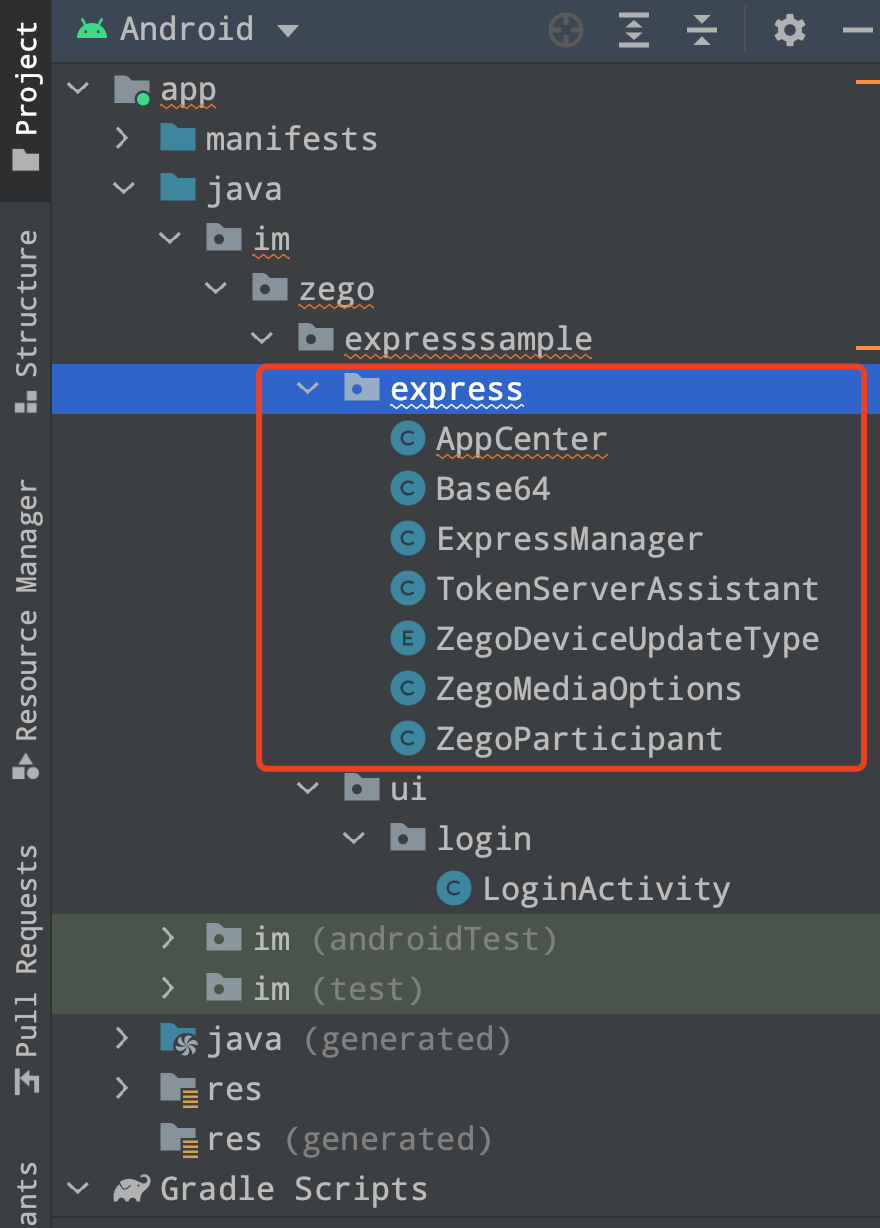 Android
app
manifests
java
im
zego
expresssample
express
C AppCenter
C Base64
C ExpressManager
C TokenServerAssistant
E ZegoDeviceUpdateType
C ZegoMediaOptions
C ZegoParticipant
ui
login
C LoginActivity
im (androidTest)
im (test)
java (generated)
res
res (generated)
Gradle Scripts
Project
Structure
Resource Manager
Pull Requests
ants